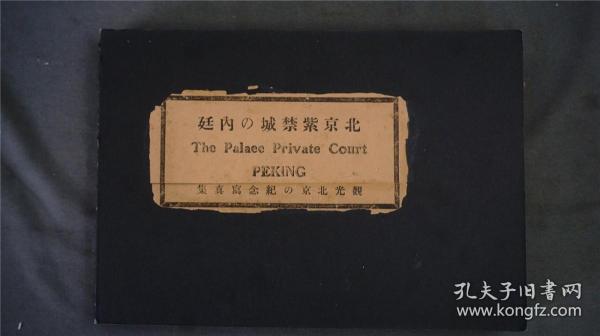 廷内の城禁紫京北
The Palace Private Court
PEKING
集真寫念紀の京北光觀
孔夫子旧书网
www.kongfz.com